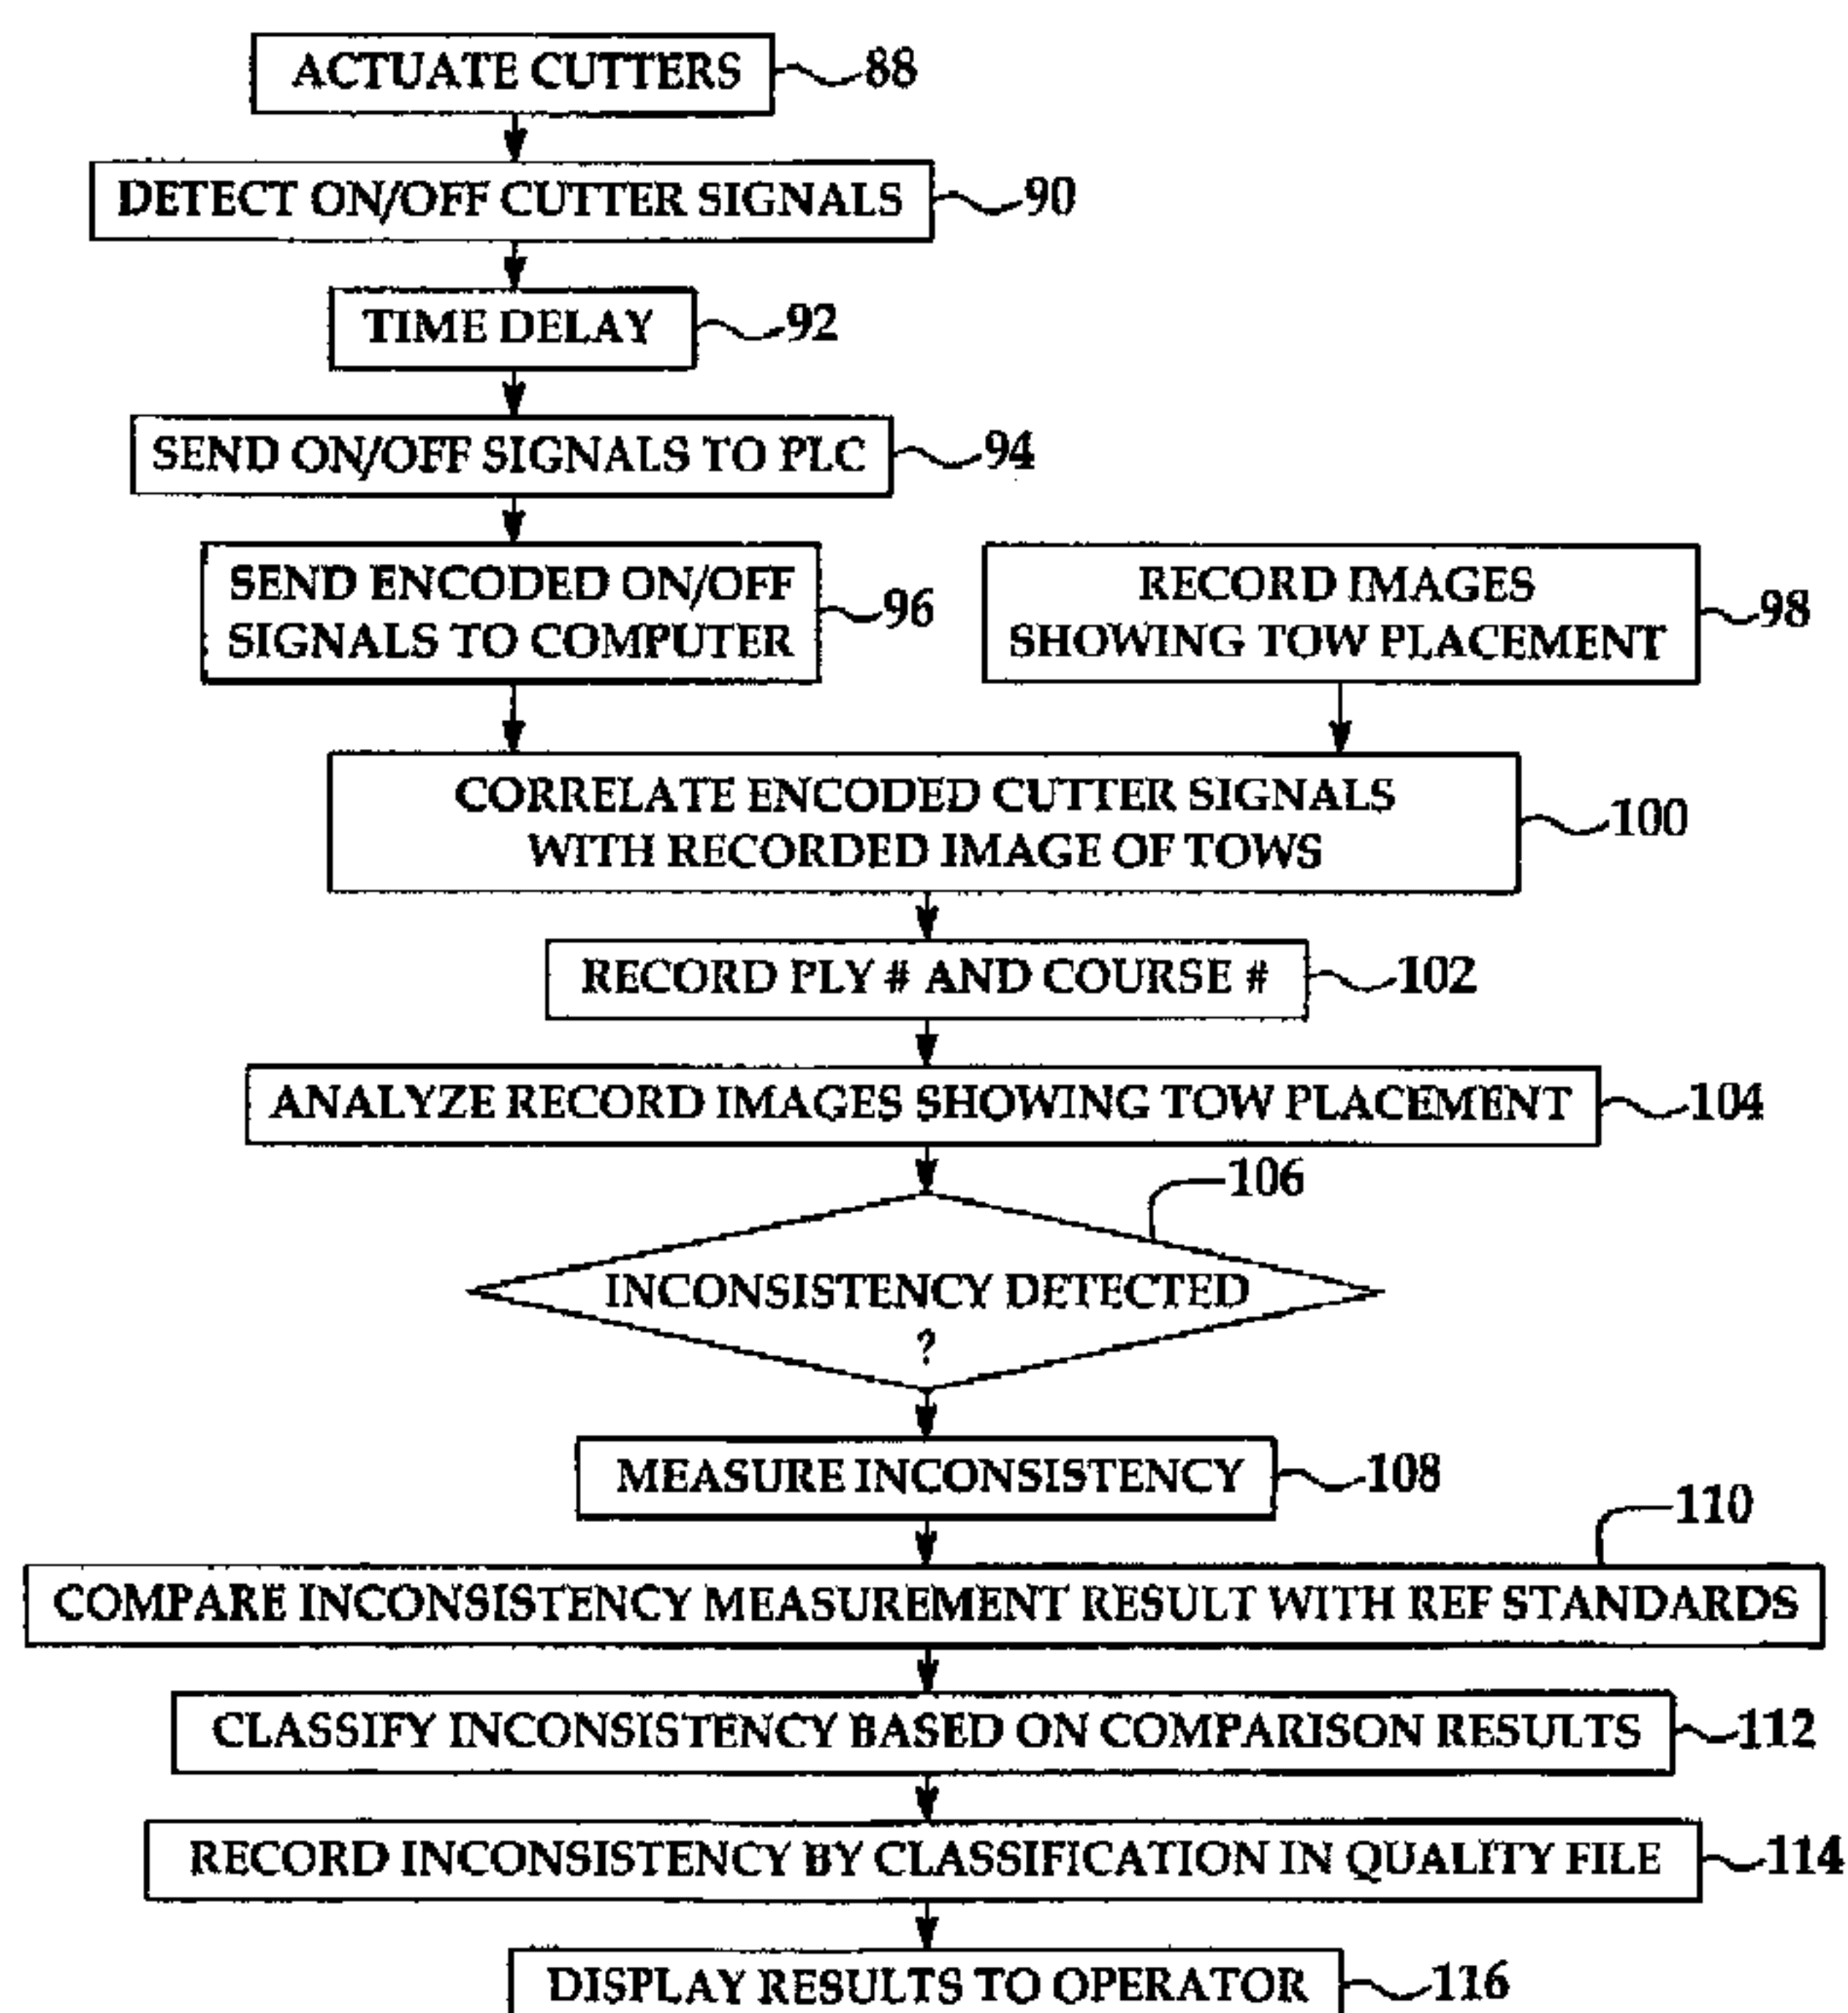 ACTUATE CUTTERS
88
DETECT ON/OFF CUTTER SIGNALS
90
TIME DELAY
92
SEND ON/OFF SIGNALS TO PLC
94
SEND ENCODED ON/OFF
SIGNALS TO COMPUTER
96
RECORD IMAGES
SHOWING TOW PLACEMENT
98
CORRELATE ENCODED CUTTER SIGNALS
WITH RECORDED IMAGE OF TOWS
100
RECORD PLY # AND COURSE #
102
ANALYZE RECORD IMAGES SHOWING TOW PLACEMENT
104
106
INCONSISTENCY DETECTED
?
MEASURE INCONSISTENCY
108
110
COMPARE INCONSISTENCY MEASUREMENT RESULT WITH REF STANDARDS
CLASSIFY INCONSISTENCY BASED ON COMPARISON RESULTS
112
RECORD INCONSISTENCY BY CLASSIFICATION IN QUALITY FILE
114
DISPLAY RESULTS TO OPERATOR
116